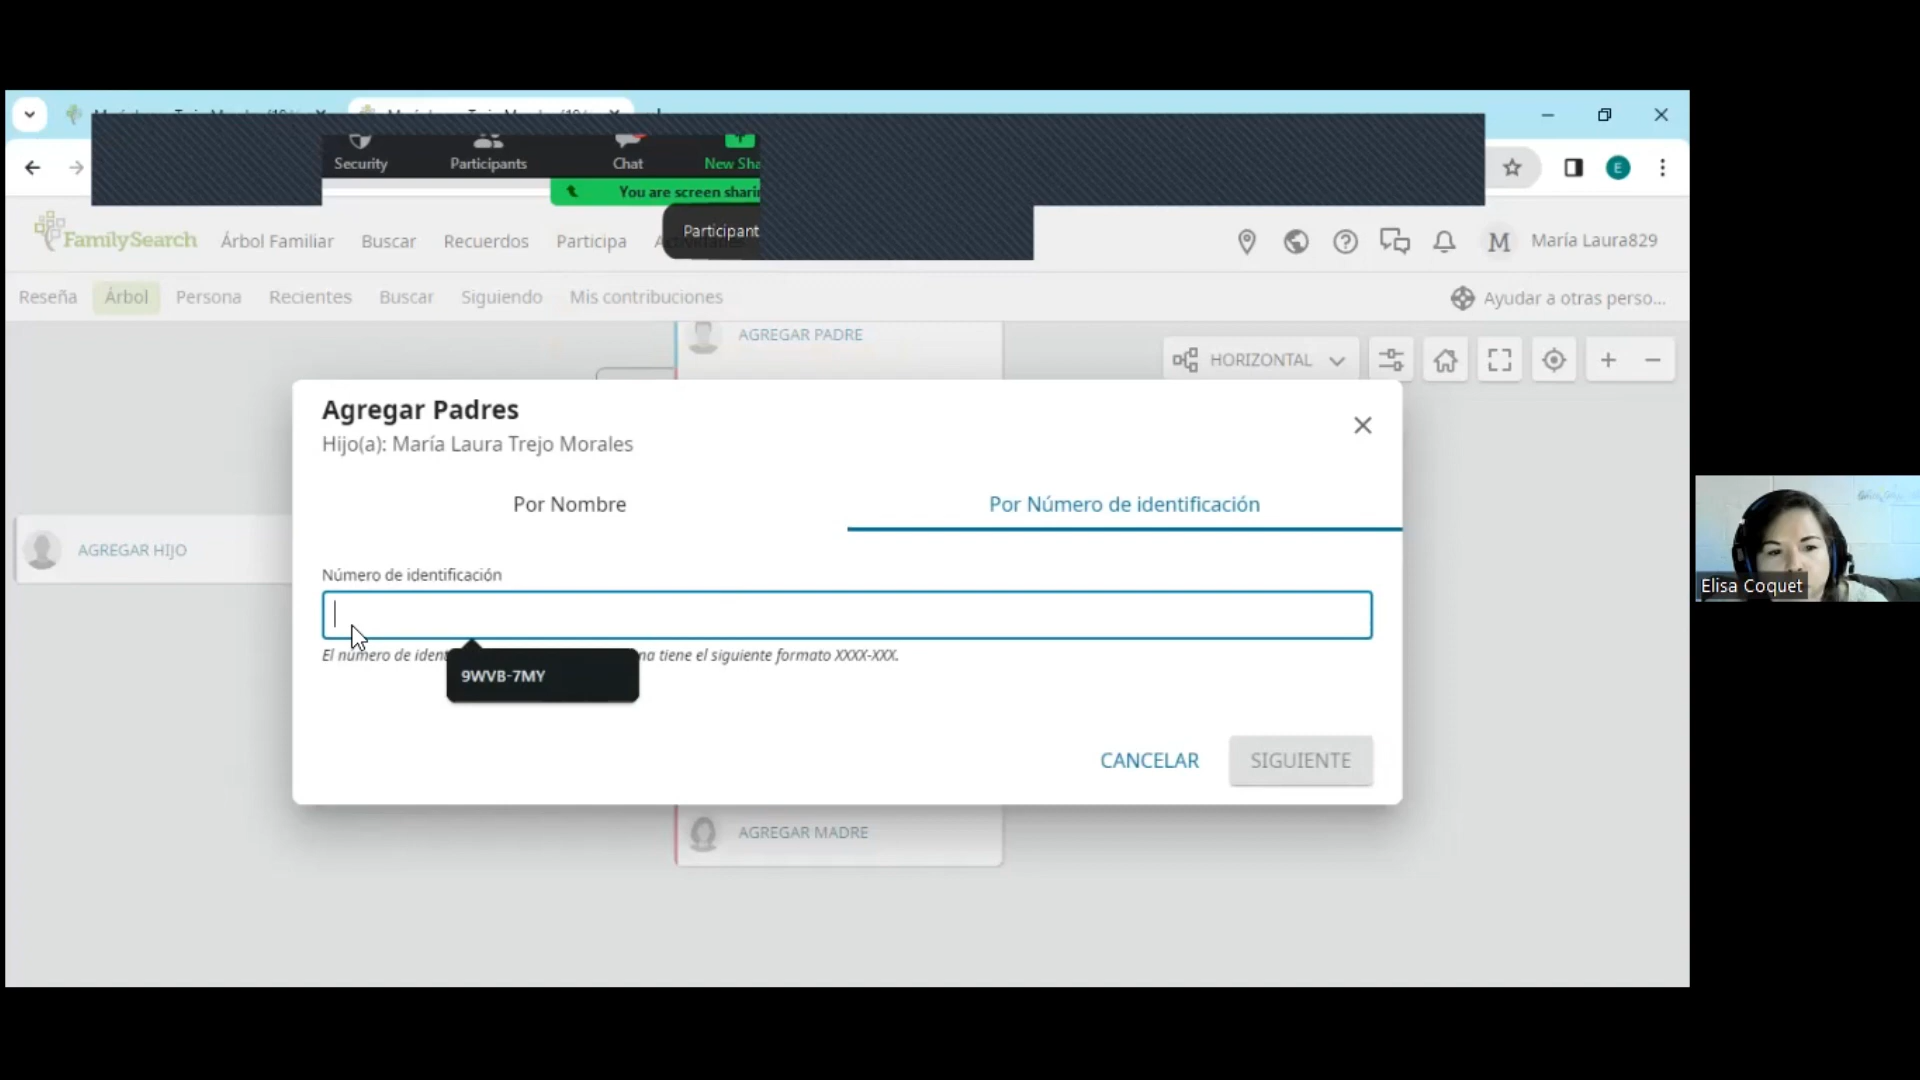 Security
Participants
Chat
New Sha
You are screen sharin
Participant
E
FamilySearch
Árbol Familiar
Buscar
Recuerdos
Participa
M
María Laura829
Reseña
Árbol
Persona
Recientes
Buscar
Siguiendo
Mis contribuciones
Ayudar a otras perso...
AGREGAR PADRE
HORIZONTAL
Agregar Padres
Hijo(a): María Laura Trejo Morales
Por Nombre
Por Número de identificación
AGREGAR HIJO
Número de identificación
El número de iden
na tiene el siguiente formato XXXX-XXX.
9WVB-7MY
CANCELAR
SIGUIENTE
AGREGAR MADRE
Elisa Coquet